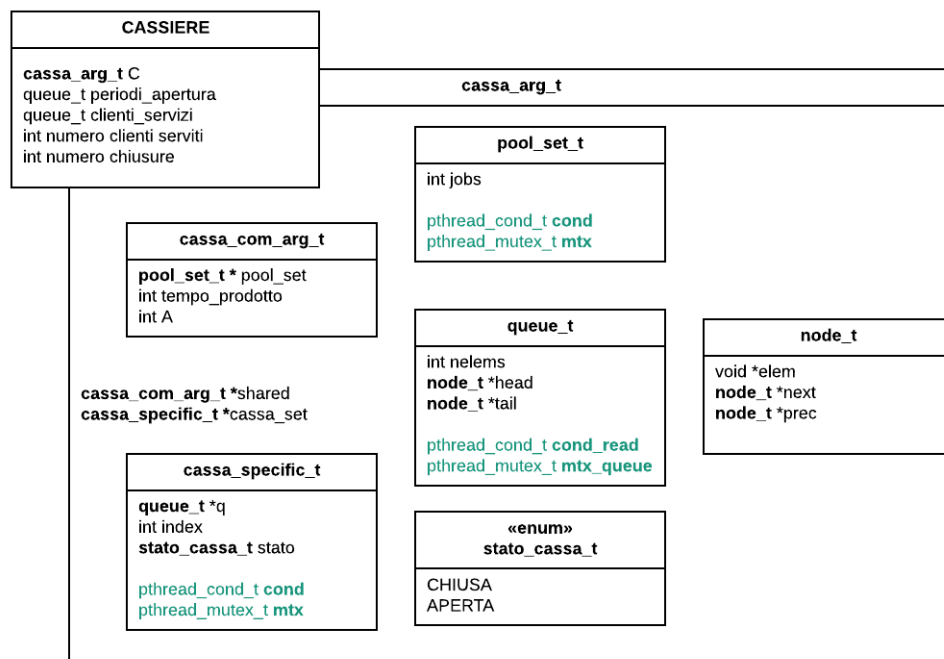 CASSIERE
cassa_arg_t C
queue_t periodi_apertura
queue_t clienti_servizi
int numero clienti serviti
int numero chiusure
cassa_arg_t
pool_set_t
int jobs
pthread_cond_t cond
pthread_mutex_t mtx
cassa_com_arg_t
pool_set_t * pool_set
int tempo_prodotto
int A
queue_t
int nelems
node_t *head
node_t *tail
pthread_cond_t cond_read
pthread_mutex_t mtx_queue
node_t
void *elem
node_t *next
node_t *prec
cassa_com_arg_t *shared
cassa_specific_t *cassa_set
cassa_specific_t
queue_t *q
int index
stato_cassa_t stato
pthread_cond_t cond
pthread_mutex_t mtx
«enum»
stato_cassa_t
CHIUSA
APERTA